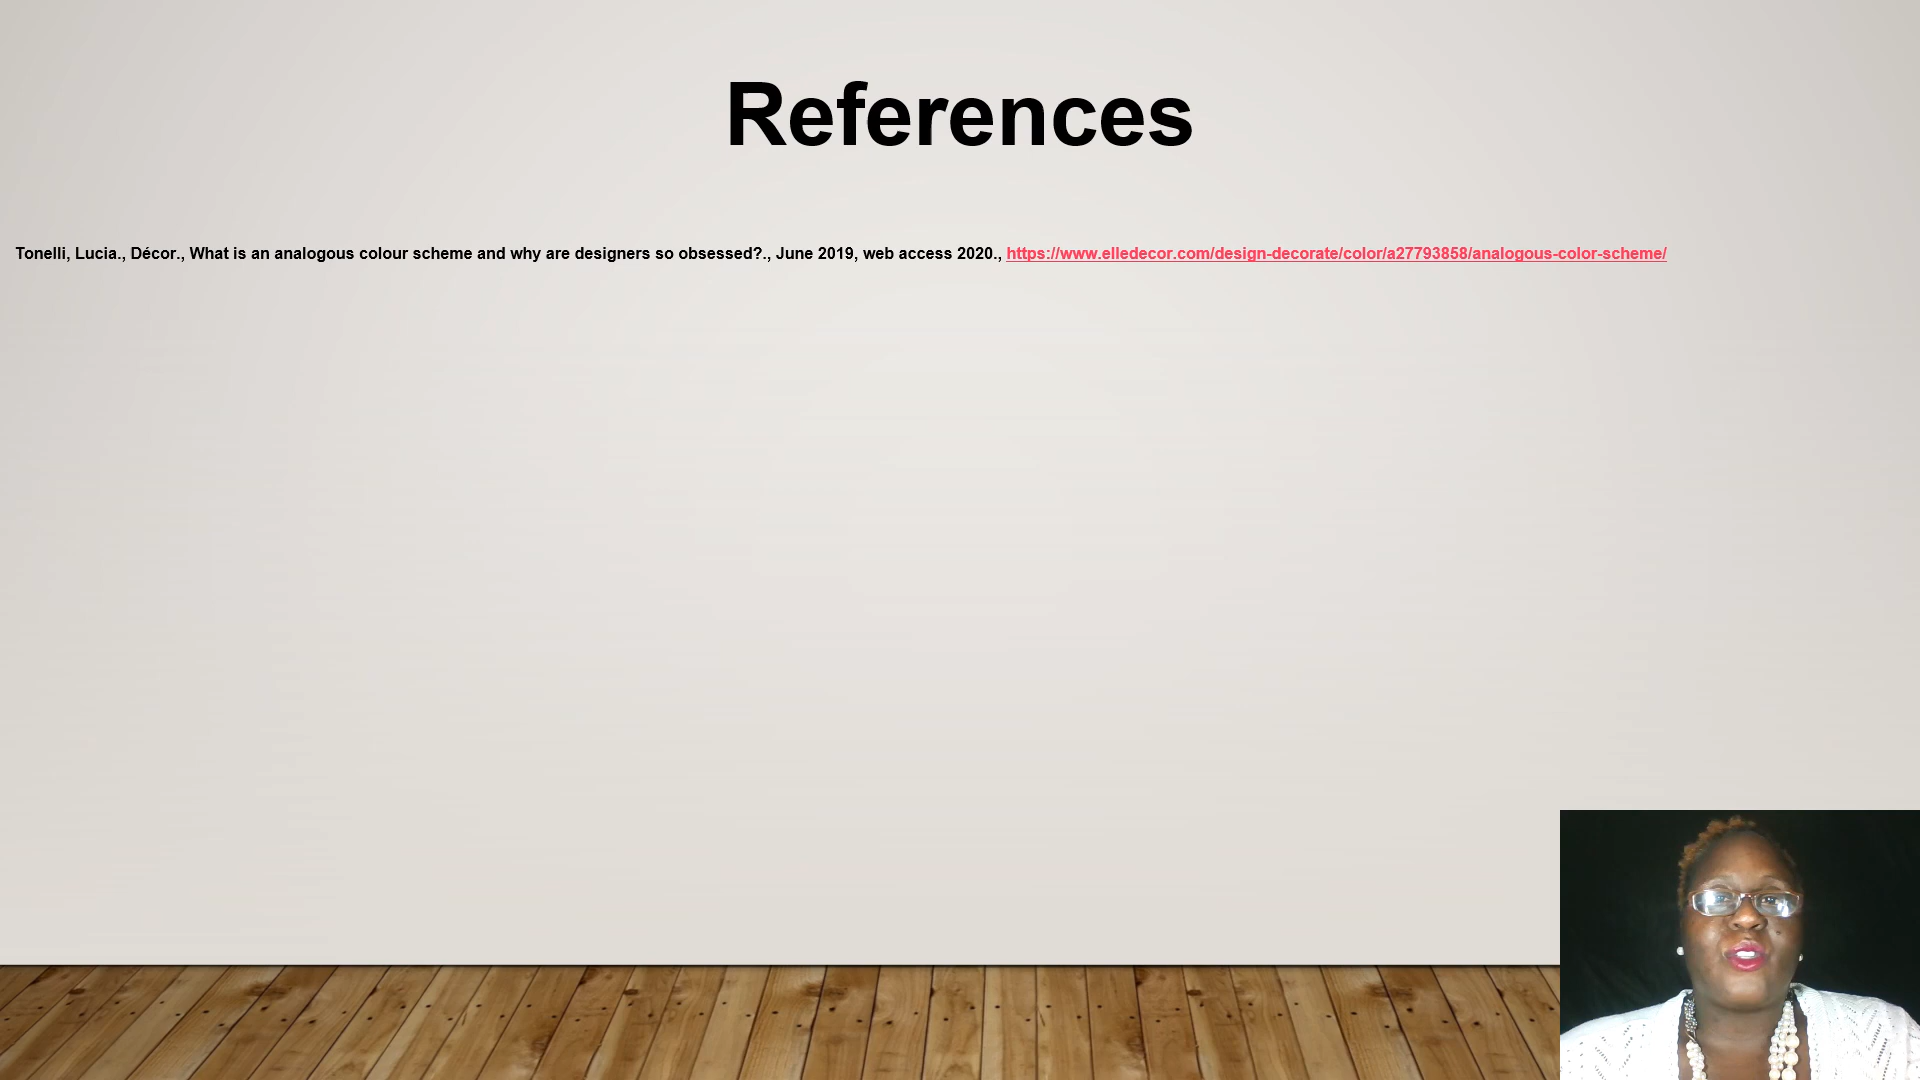 References
Tonelli, Lucia., Décor., What is an analogous colour scheme and why are designers so obsessed?., June 2019, web access 2020., https://www.elledecor.com/design-decorate/color/a27793858/analogous-color-scheme/